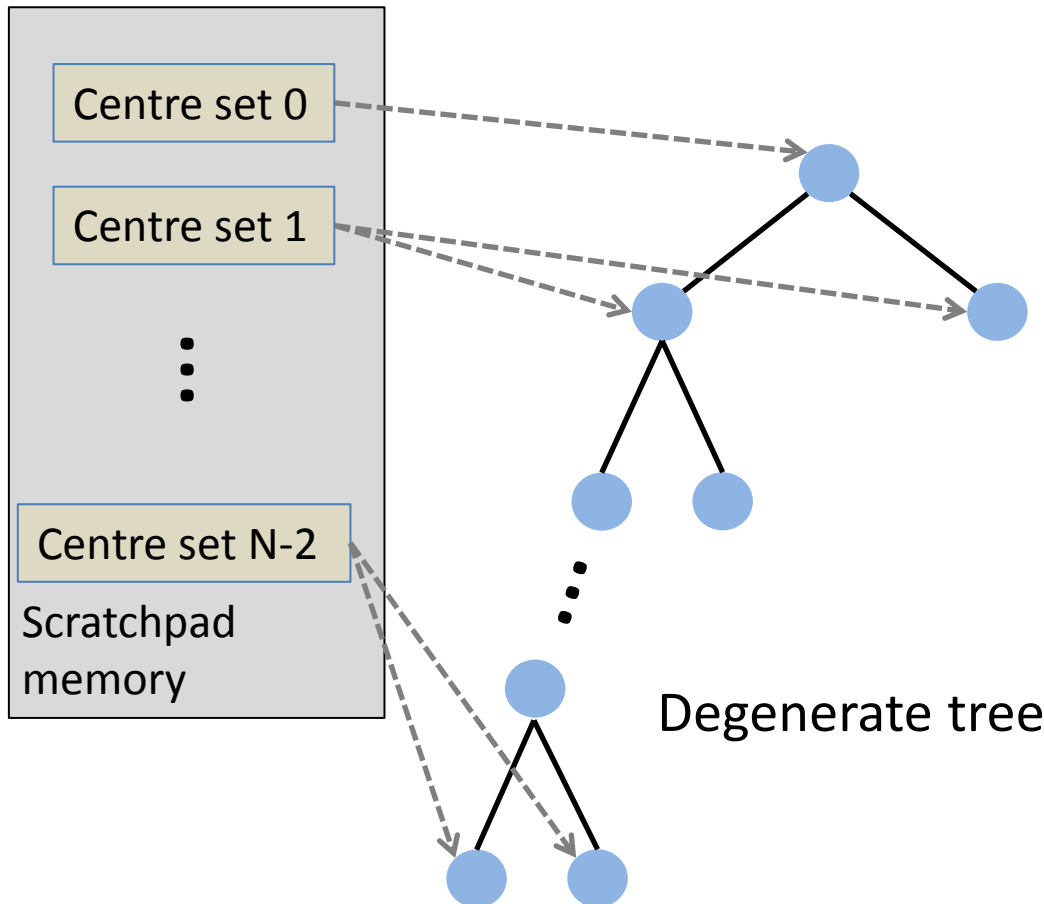 Centre set 0
Centre set 1
Centre set N-2
Scratchpad
memory
Degenerate tree